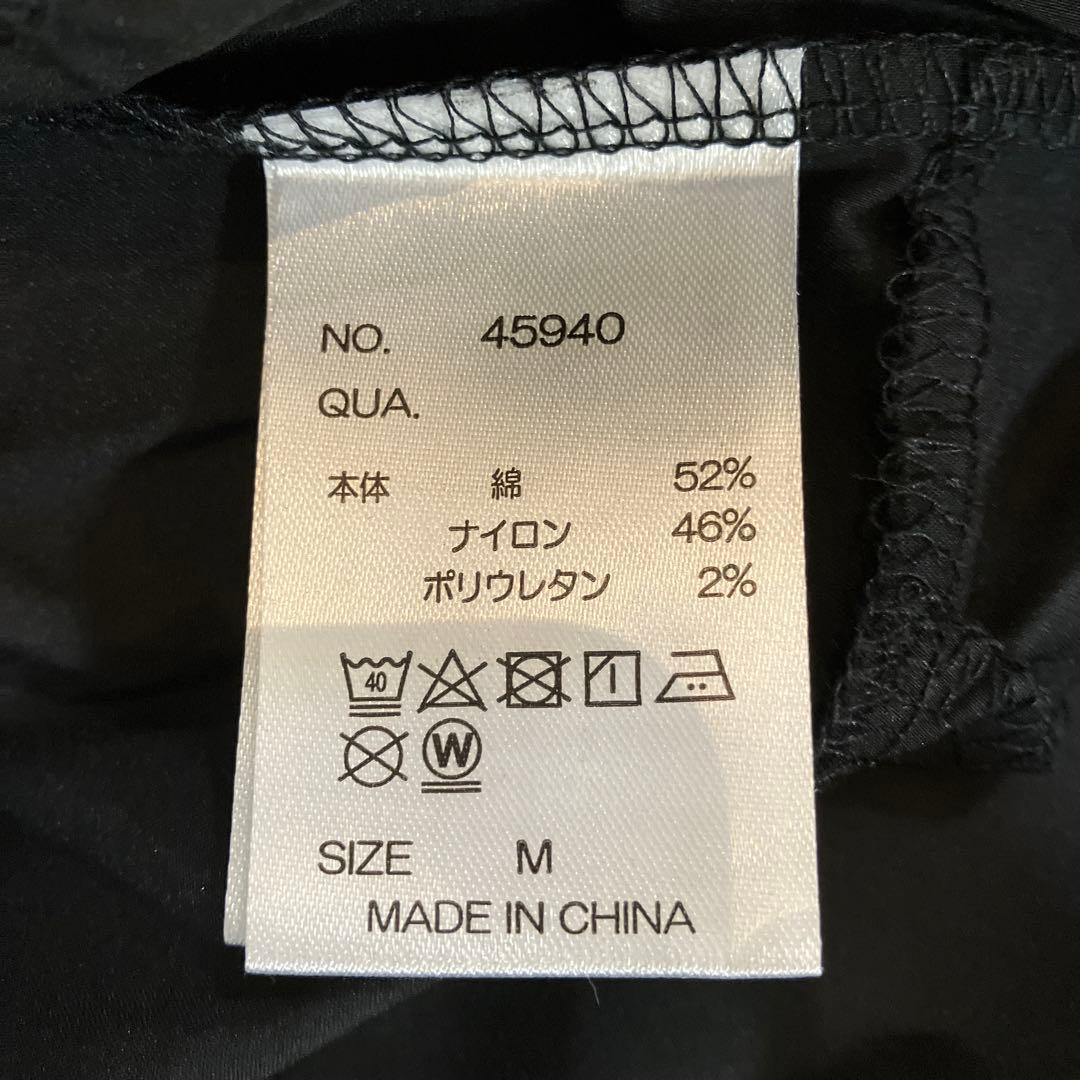 NO. 45940
QUA.
本体 綿 52%
ナイロン 46%
ポリウレタン 2%
40
W
SIZE M
MADE IN CHINA